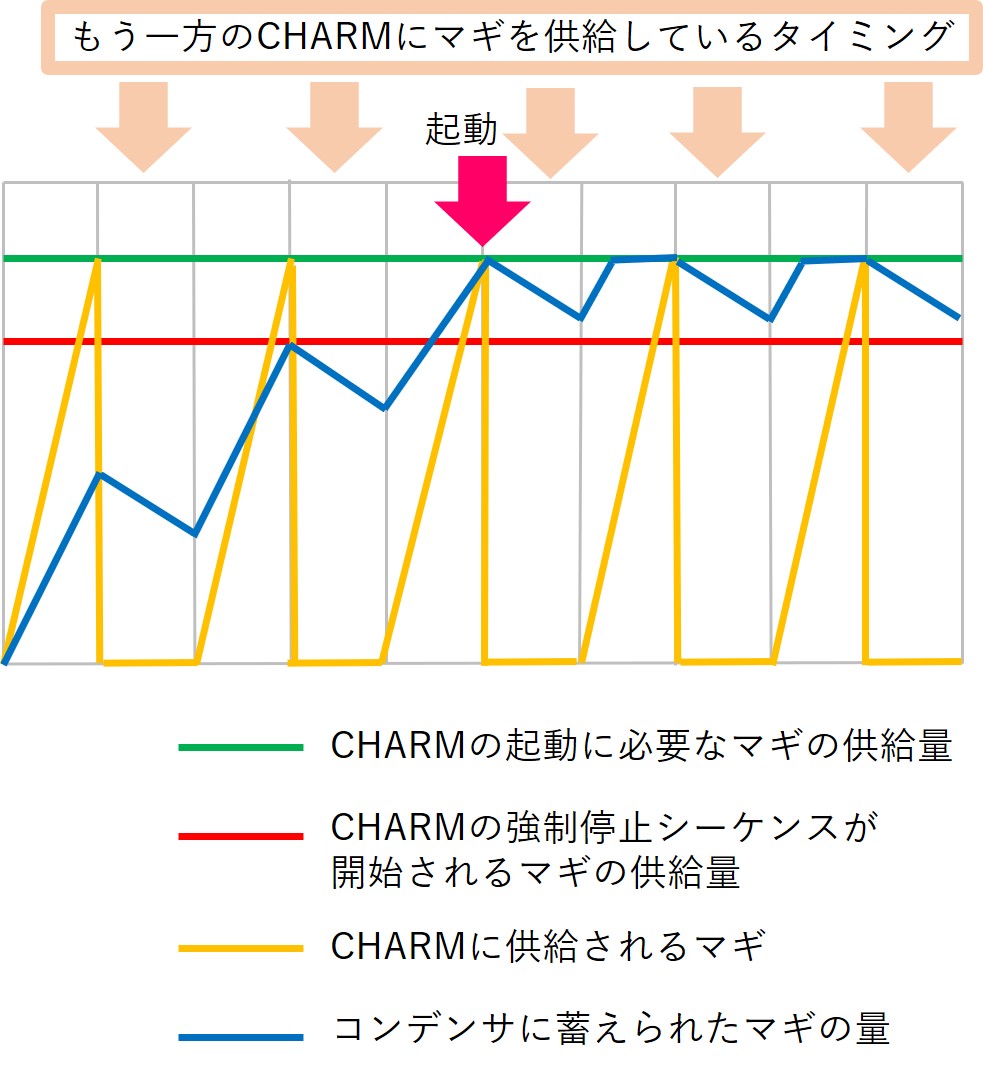 もう一方のCHARMにマギを供給しているタイミング
起動
CHARMの起動に必要なマギの供給量
CHARMの強制停止シーケンスが
開始されるマギの供給量
CHARMに供給されるマギ
コンデンサに蓄えられたマギの量